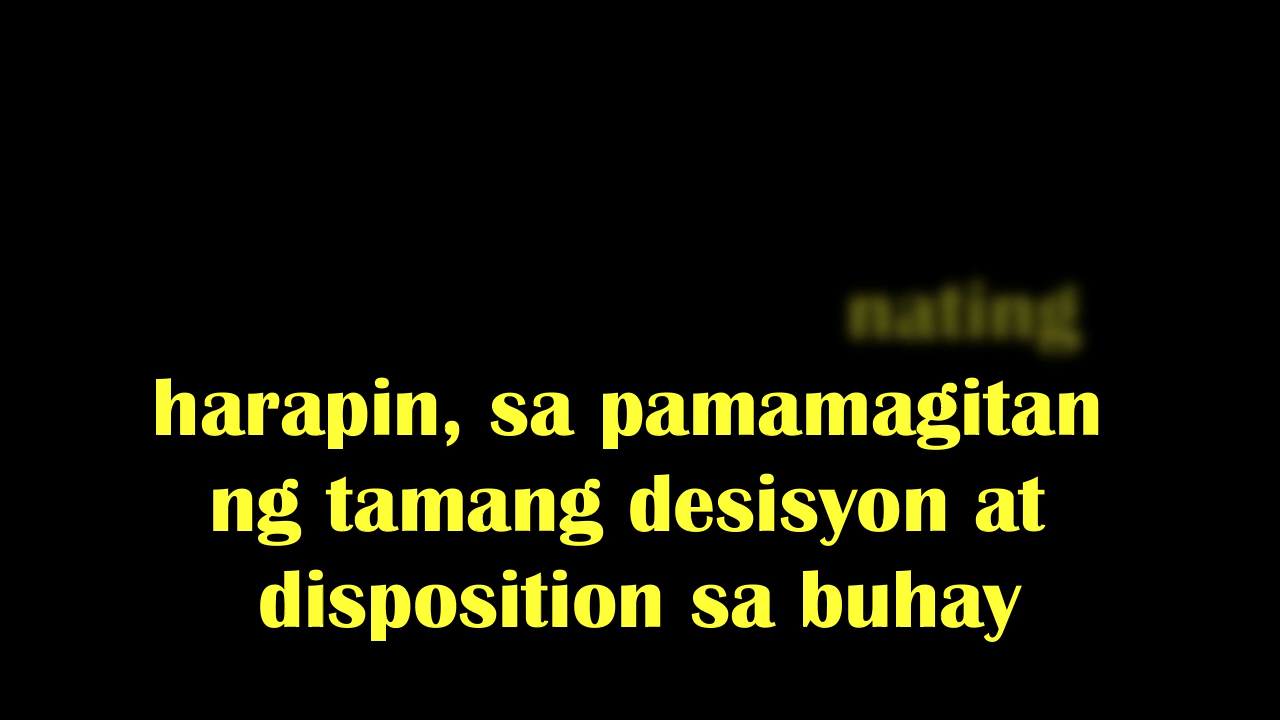 nating
harapin, sa pamamagitan
ng tamang desisyon at
disposition sa buhay